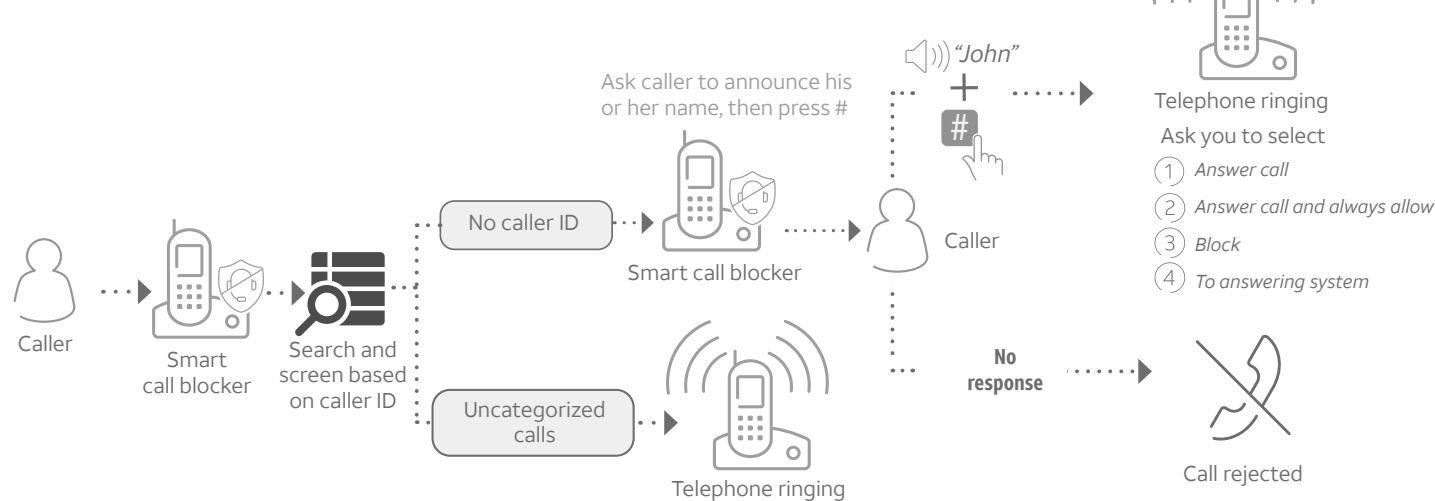 Caller
Smart
call blocker
Search and
screen based
on caller ID
No caller ID
Uncategorized
calls
Ask caller to announce his
or her name, then press #
Smart call blocker
Telephone ringing
Caller
“John”
+
#
No
response
Telephone ringing
Ask you to select
1 Answer call
2 Answer call and always allow
3 Block
4 To answering system
Call rejected